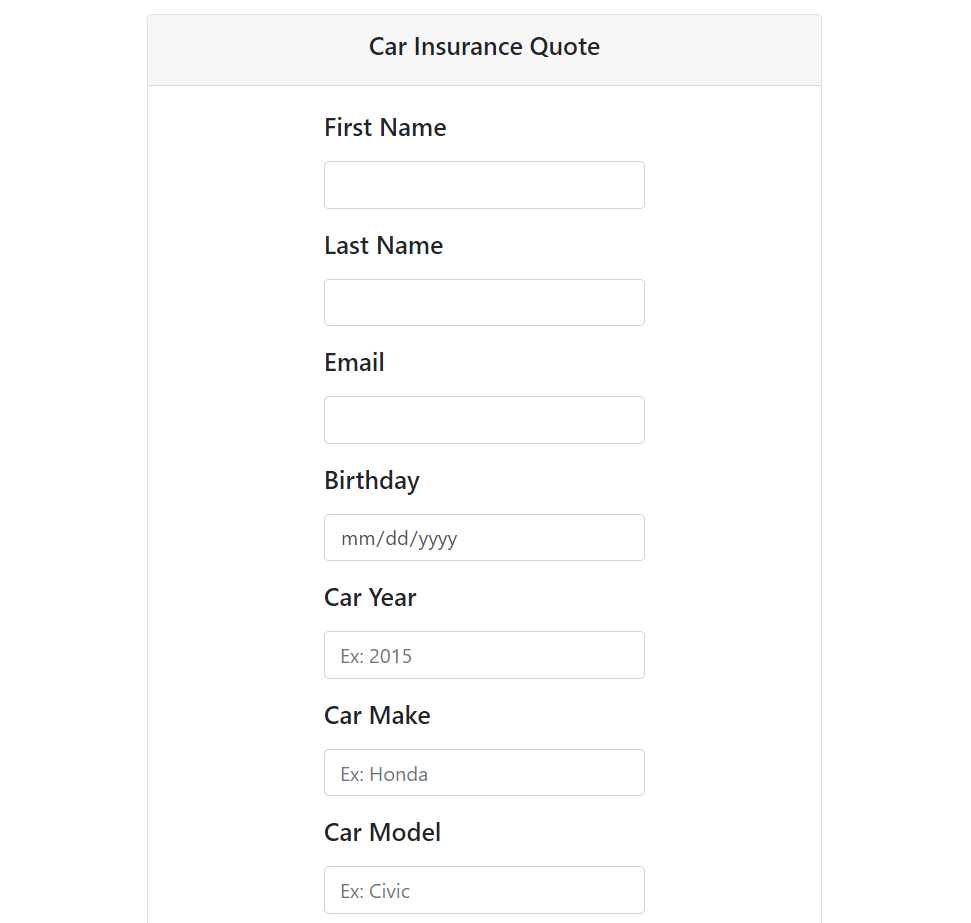 Car Insurance Quote
First Name
Last Name
Email
Birthday
mm/dd/yyyy
Car Year
Ex: 2015
Car Make
Ex: Honda
Car Model
Ex: Civic